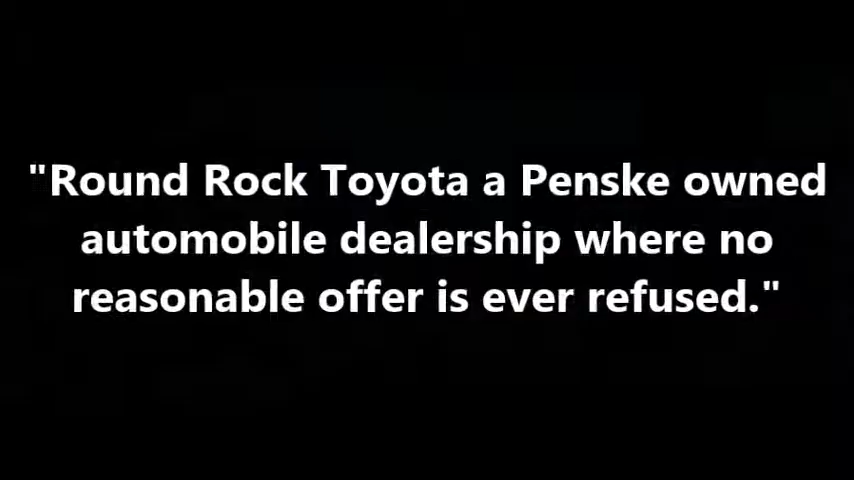 "Round Rock Toyota a Penske owned
automobile dealership where no
reasonable offer is ever refused."